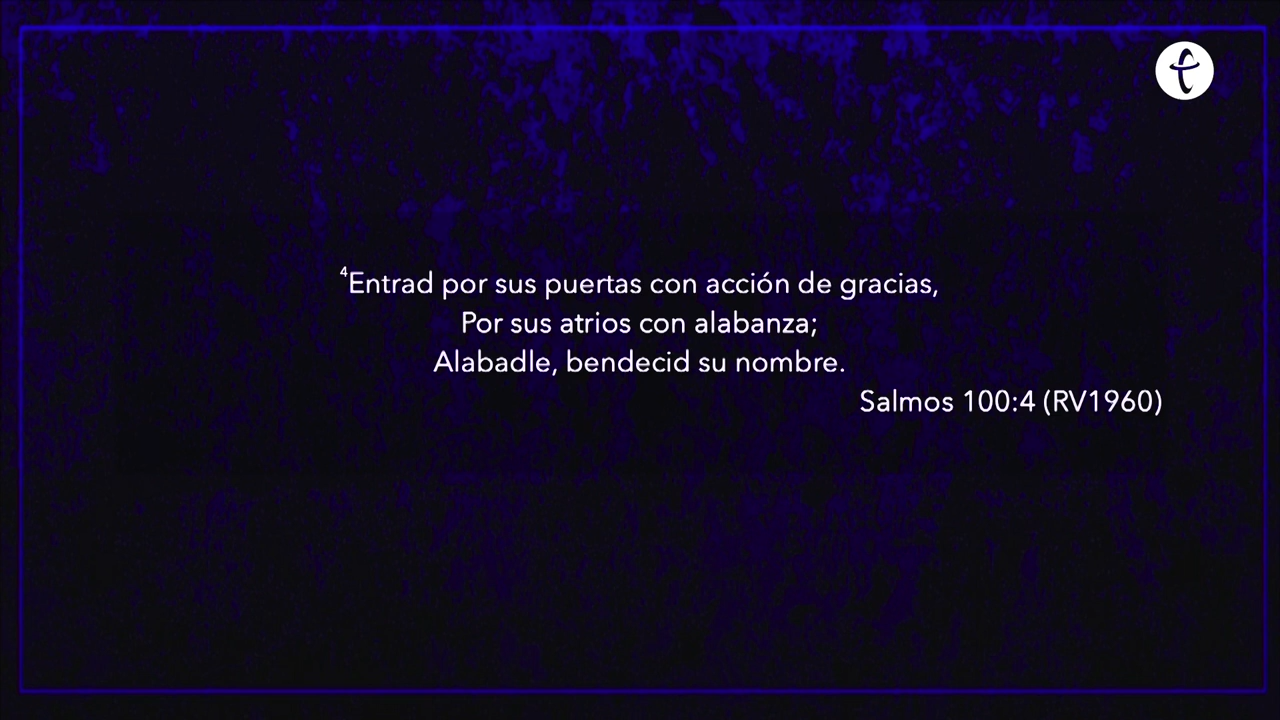 ⁴Entrad por sus puertas con acción de gracias,
Por sus atrios con alabanza;
Alabadle, bendecid su nombre.
Salmos 100:4 (RV1960)